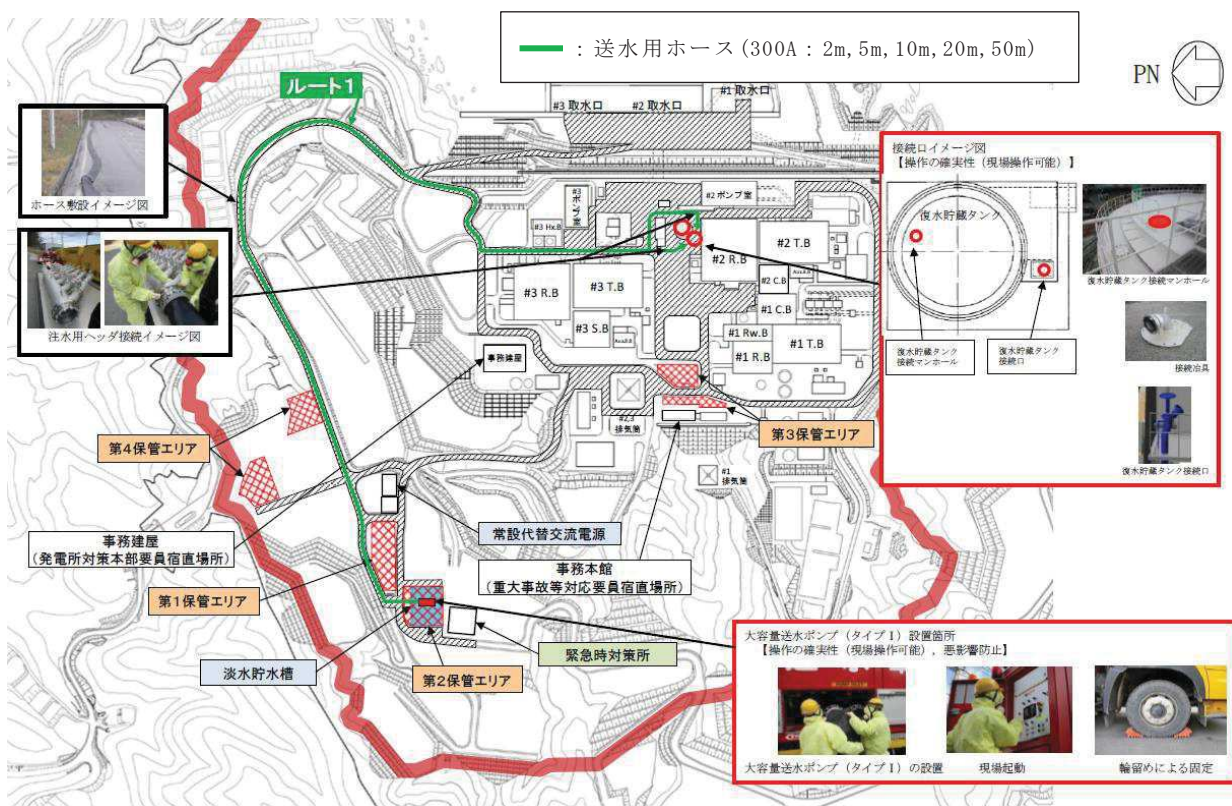 ：送水用ホース(300A：2m,5m,10m,20m,50m)
PN
ルート1
#3 取水口
#2 取水口
#1 取水口
ホース敷設イメージ図
注水用ヘッダ接続イメージ図
#3 Hx.B
#3
ポンプ室
#2 ポンプ室
#2 T.B
#2 R.B
#2 C.B
#3 R.B
#3 T.B
#1 C.B
#3 S.B
#1 Rw.B
#1 T.B
#1 R.B
事務建屋
#2,3
排気筒
#1
排気筒
第3保管エリア
第4保管エリア
事務建屋
(発電所対策本部要員宿直場所)
常設代替交流電源
事務本館
(重大事故等対応要員宿直場所)
第1保管エリア
緊急時対策所
淡水貯水槽
第2保管エリア
接続口イメージ図
【操作の確実性（現場操作可能）】
復水貯蔵タンク
復水貯蔵タンク接続マンホール
復水貯蔵タンク
接続マンホール
復水貯蔵タンク
接続口
接続冶具
復水貯蔵タンク接続口
大容量送水ポンプ（タイプⅠ）設置箇所
【操作の確実性（現場操作可能），悪影響防止】
大容量送水ポンプ（タイプⅠ）の設置
現場起動
輪留めによる固定